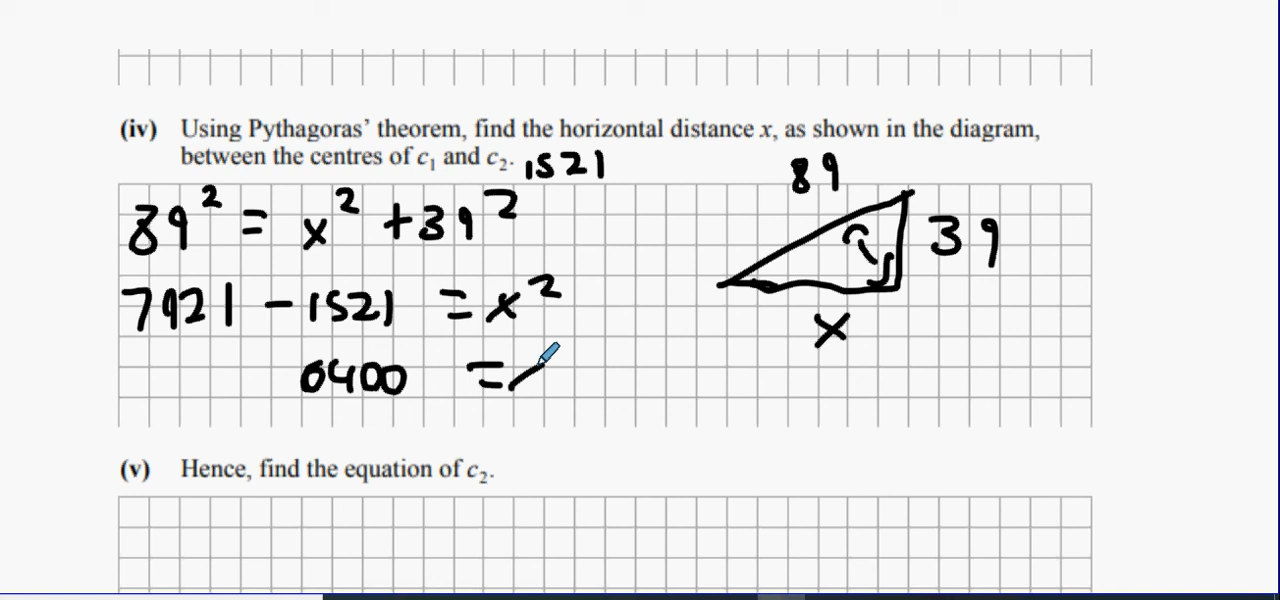 (iv) Using Pythagoras’ theorem, find the horizontal distance x, as shown in the diagram,
between the centres of c₁ and c₂.
1521
89² = x² + 39²
7921 - 1521 = x²
6400 =
89
39
x
(v) Hence, find the equation of c₂.